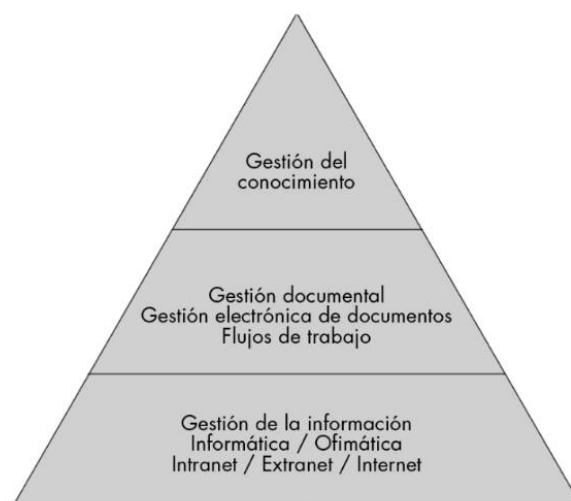 Gestión del
conocimiento
Gestión documental
Gestión electrónica de documentos
Flujos de trabajo
Gestión de la información
Informática / Ofimática
Intranet / Extranet / Internet